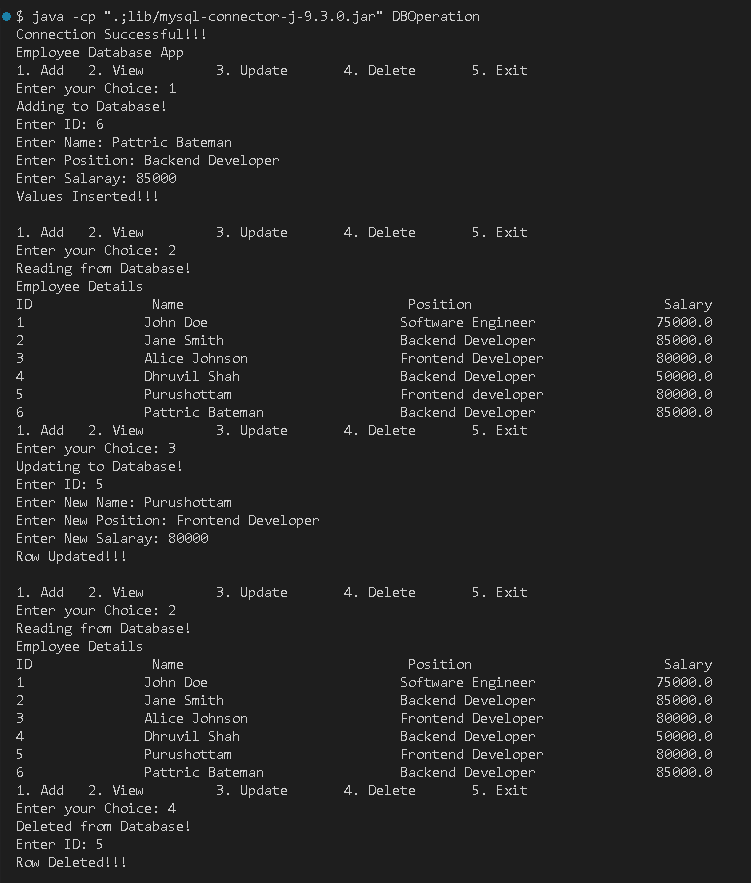 $ java -cp ".;lib/mysql-connector-j-9.3.0.jar" DBOperation
Connection Successful!!!
Employee Database App
1. Add   2. View         3. Update       4. Delete       5. Exit
Enter your Choice: 1
Adding to Database!
Enter ID: 6
Enter Name: Pattric Bateman
Enter Position: Backend Developer
Enter Salaray: 85000
Values Inserted!!!

1. Add   2. View         3. Update       4. Delete       5. Exit
Enter your Choice: 2
Reading from Database!
Employee Details
ID               Name                            Position                        Salary
1               John Doe                        Software Engineer               75000.0
2               Jane Smith                      Backend Developer               85000.0
3               Alice Johnson                   Frontend Developer              80000.0
4               Dhruvil Shah                    Backend Developer               50000.0
5               Purushottam                     Frontend developer              80000.0
6               Pattric Bateman                 Backend Developer               85000.0
1. Add   2. View         3. Update       4. Delete       5. Exit
Enter your Choice: 3
Updating to Database!
Enter ID: 5
Enter New Name: Purushottam
Enter New Position: Frontend Developer
Enter New Salaray: 80000
Row Updated!!!

1. Add   2. View         3. Update       4. Delete       5. Exit
Enter your Choice: 2
Reading from Database!
Employee Details
ID               Name                            Position                        Salary
1               John Doe                        Software Engineer               75000.0
2               Jane Smith                      Backend Developer               85000.0
3               Alice Johnson                   Frontend Developer              80000.0
4               Dhruvil Shah                    Backend Developer               50000.0
5               Purushottam                     Frontend Developer              80000.0
6               Pattric Bateman                 Backend Developer               85000.0
1. Add   2. View         3. Update       4. Delete       5. Exit
Enter your Choice: 4
Deleted from Database!
Enter ID: 5
Row Deleted!!!